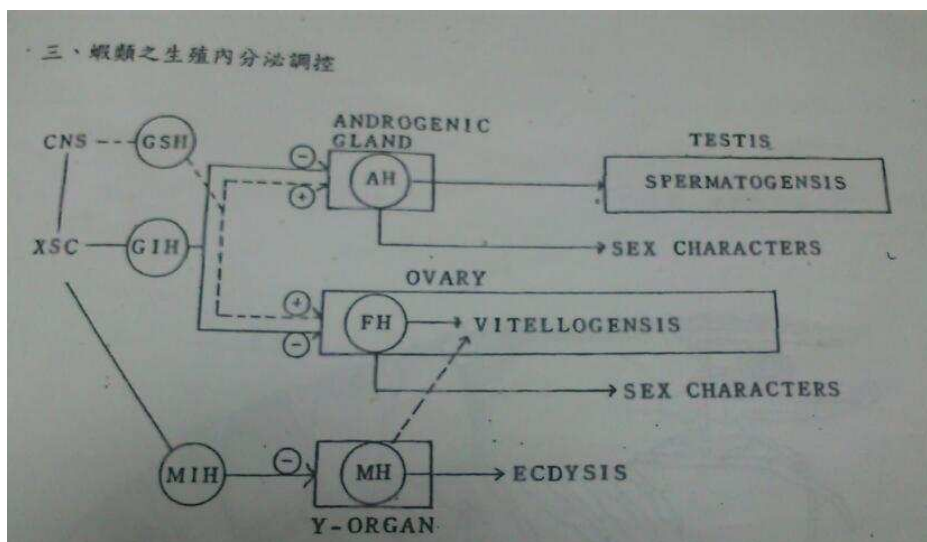 三、蝦類之生殖內分泌調控
ANDROGENIC
GLAND
TESTIS
CNS
GSH
−
+
AH
SPERMATOGENSIS
XSC
GIH
SEX CHARACTERS
OVARY
+
−
FH
VITELLOGENSIS
SEX CHARACTERS
MIH
−
MH
ECDYSIS
Y-ORGAN